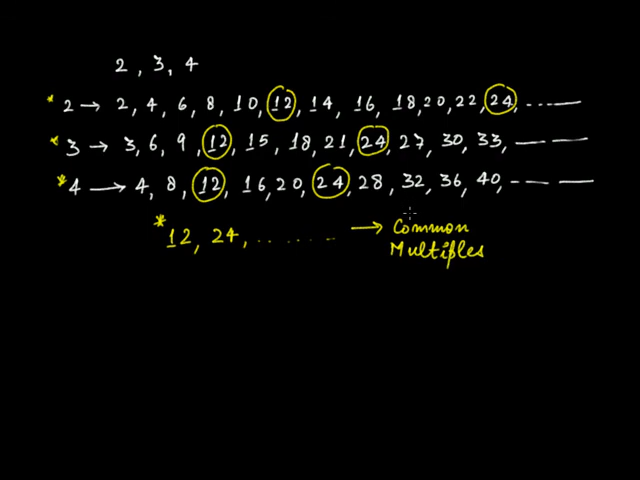 2, 3, 4
* 2 → 2, 4, 6, 8, 10, 12, 14, 16, 18, 20, 22, 24, ...
* 3 → 3, 6, 9, 12, 15, 18, 21, 24, 27, 30, 33,
* 4 → 4, 8, 12, 16, 20, 24, 28, 32, 36, 40,
* 12, 24, ........ → Common
Multiples